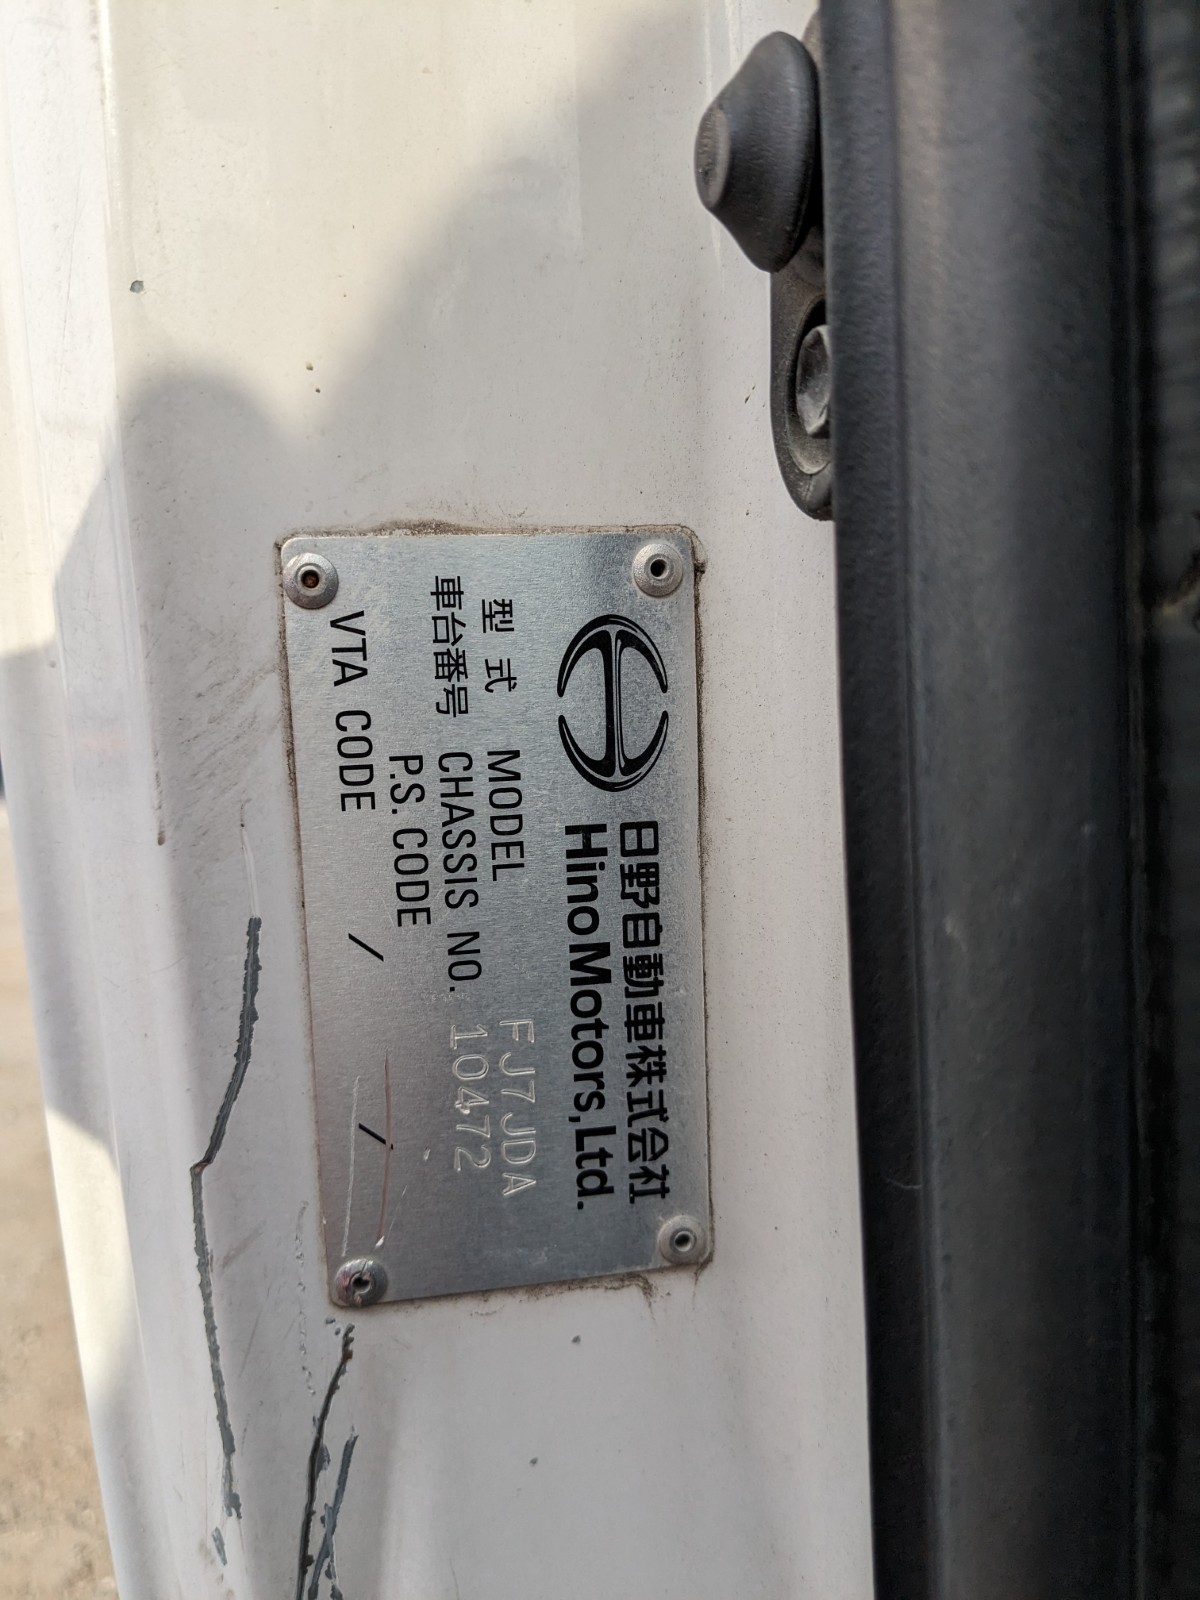 日野自動車株式会社
Hino Motors, Ltd.
型 式 MODEL FJ7JDA
車台番号 CHASSIS NO. 10472
P.S. CODE
VTA CODE / /